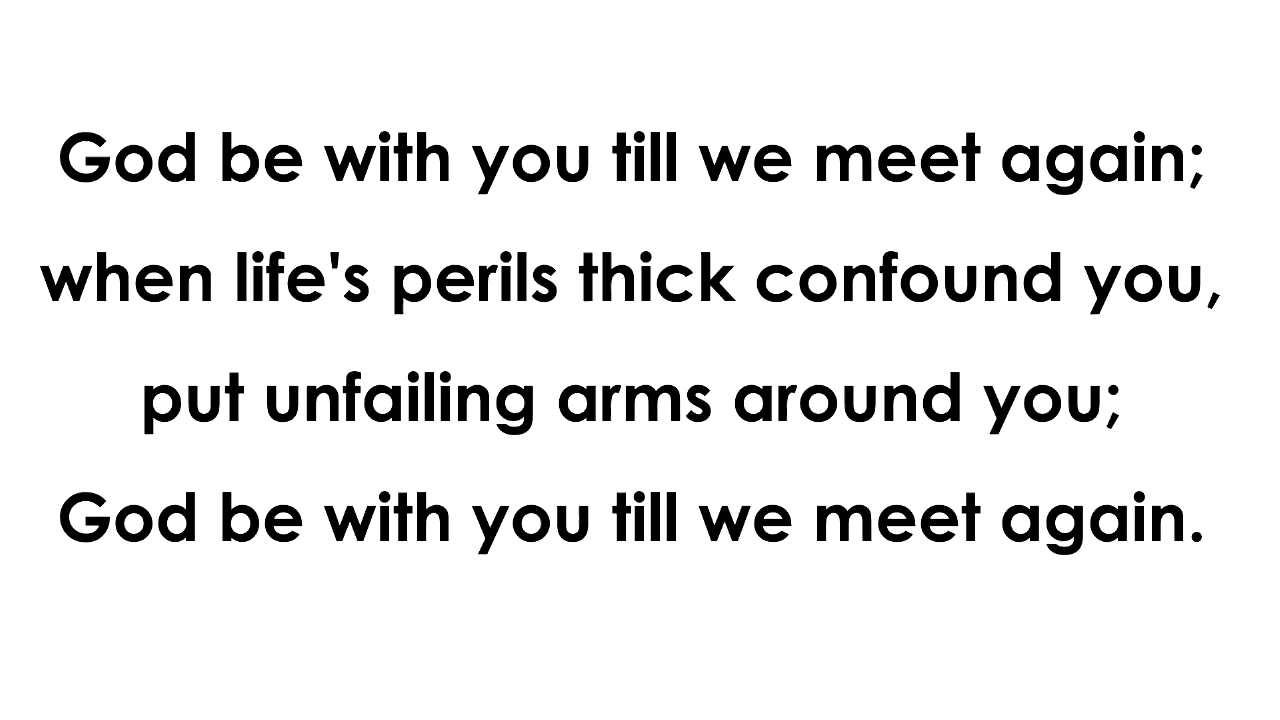 God be with you till we meet again;
when life's perils thick confound you,
put unfailing arms around you;
God be with you till we meet again.